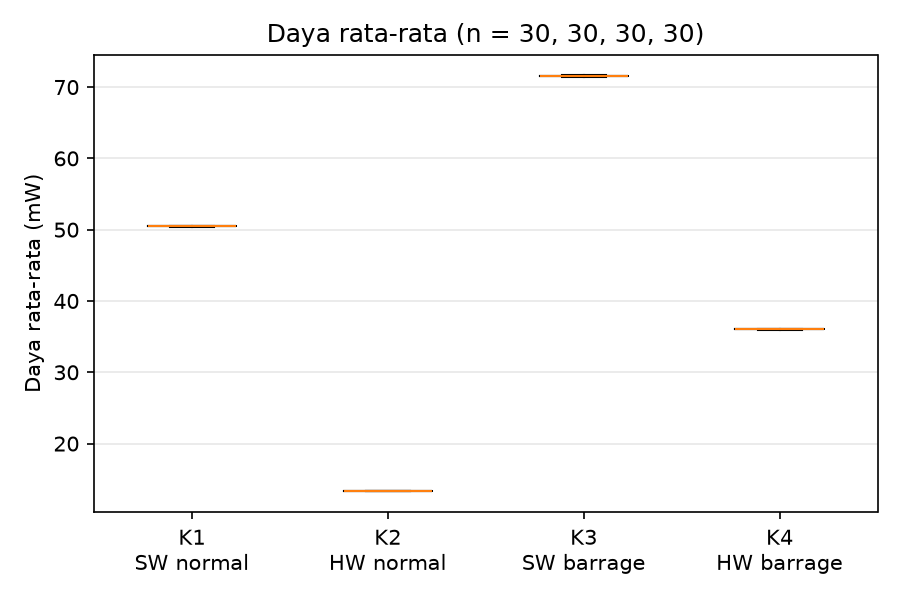 Daya rata-rata (n = 30, 30, 30, 30)
Daya rata-rata (mW)
70
60
50
40
30
20
K1
SW normal
K2
HW normal
K3
SW barrage
K4
HW barrage